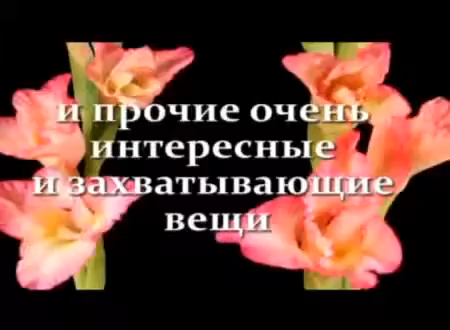 и прочие очень
интересные
и захватывающие
вещи